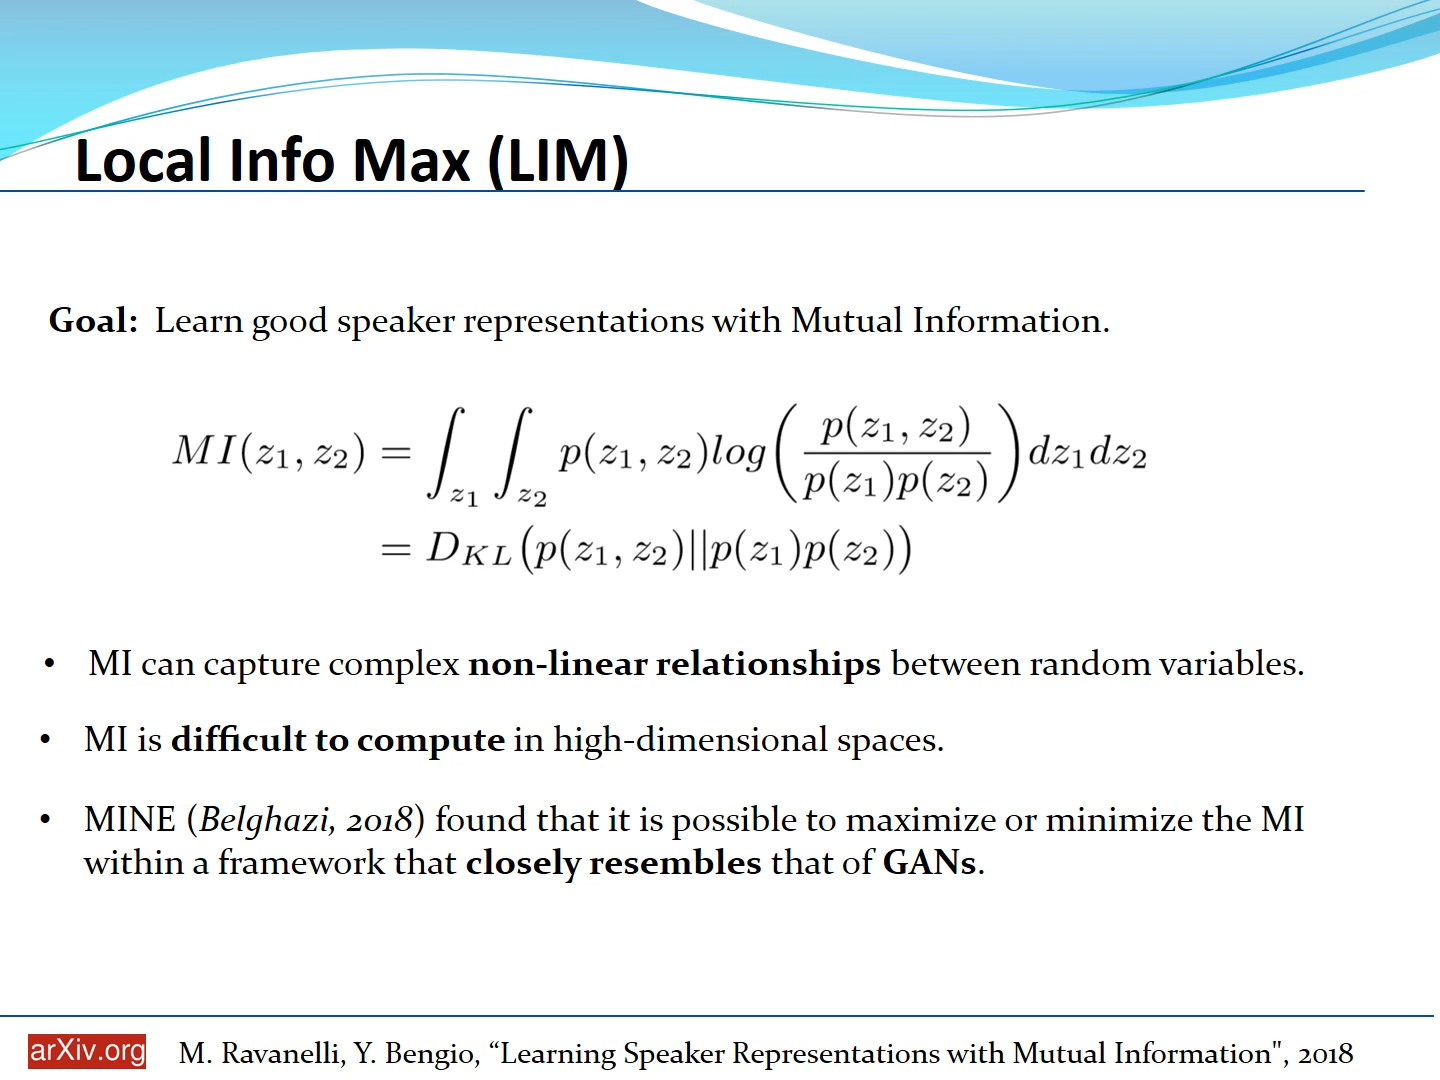 Local Info Max (LIM)
Goal: Learn good speaker representations with Mutual Information.
MI(z₁, z₂) = ∫_{z₁} ∫_{z₂} p(z₁, z₂)log( p(z₁, z₂) / p(z₁)p(z₂) )dz₁dz₂
= D_{KL}(p(z₁, z₂)||p(z₁)p(z₂))
• MI can capture complex non-linear relationships between random variables.
• MI is difficult to compute in high-dimensional spaces.
• MINE (Belghazi, 2018) found that it is possible to maximize or minimize the MI
within a framework that closely resembles that of GANs.
arXiv.org M. Ravanelli, Y. Bengio, “Learning Speaker Representations with Mutual Information", 2018